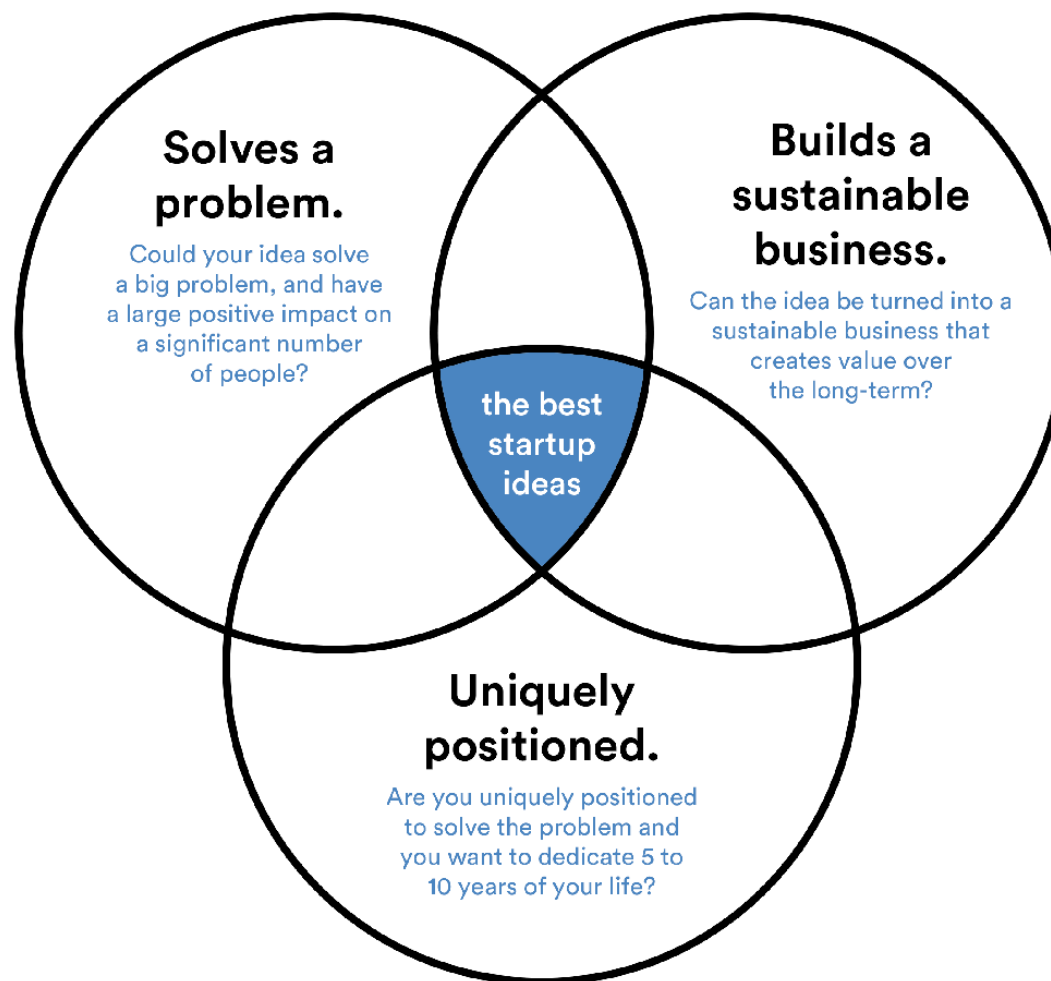 Solves a
problem.
Could your idea solve
a big problem, and have
a large positive impact on
a significant number
of people?
Builds a
sustainable
business.
Can the idea be turned into a
sustainable business that
creates value over
the long-term?
the best
startup
ideas
Uniquely
positioned.
Are you uniquely positioned
to solve the problem and
you want to dedicate 5 to
10 years of your life?